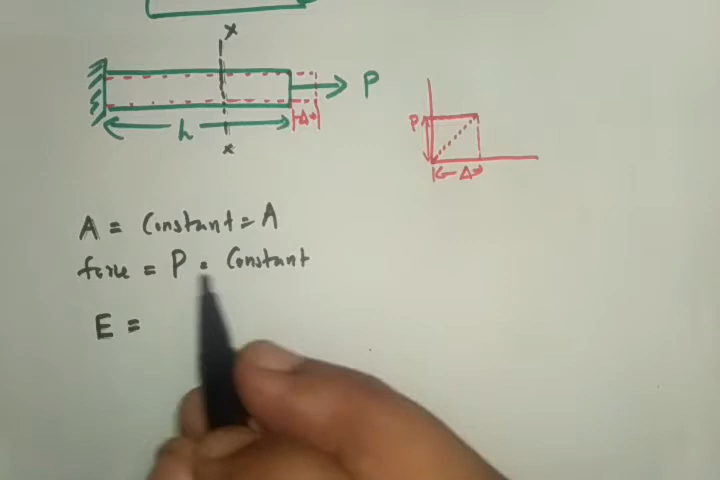 x
P
L
Δ
x
P
Δ
A = Constant = A
force = P = Constant
E =